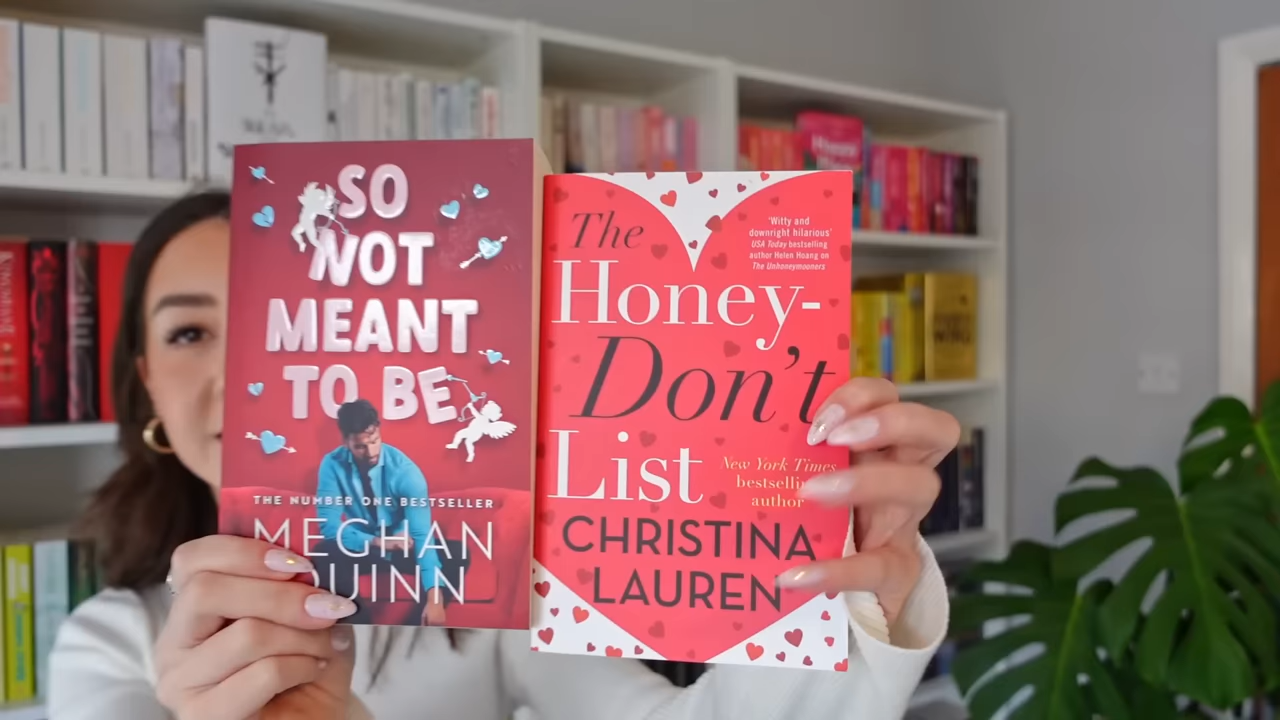 SO
NOT
MEANT
TO BE
THE NUMBER ONE BESTSELLER
MEGHAN
QUINN
The
Honey-
Don't
List
'Witty and
downright hilarious'
USA Today bestselling
author Helen Hoang on
The Unhoneymooners
New York Times
bestselling
author
CHRISTINA
LAUREN